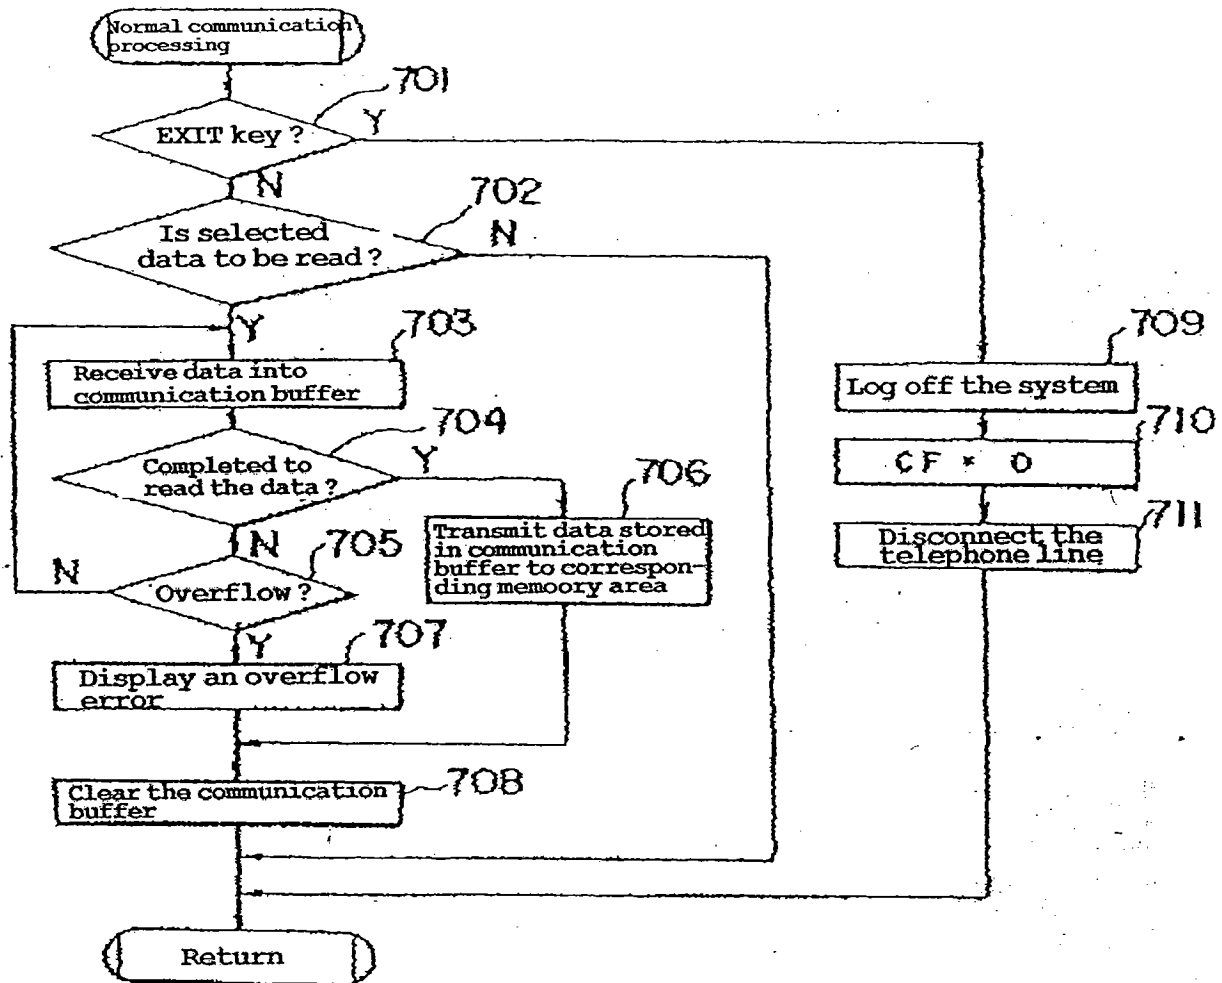 Normal communication
processing
701
EXIT key ?
Y
N
702
Is selected
data to be read ?
N
Y
703
Receive data into
communication buffer
704
Completed to
read the data ?
Y
N
705
Overflow ?
N
Y
706
Transmit data stored
in communication
buffer to correspon-
ding memoory area
707
Display an overflow
error
708
Clear the communication
buffer
709
Log off the system
710
CF * 0
711
Disconnect the
telephone line
Return